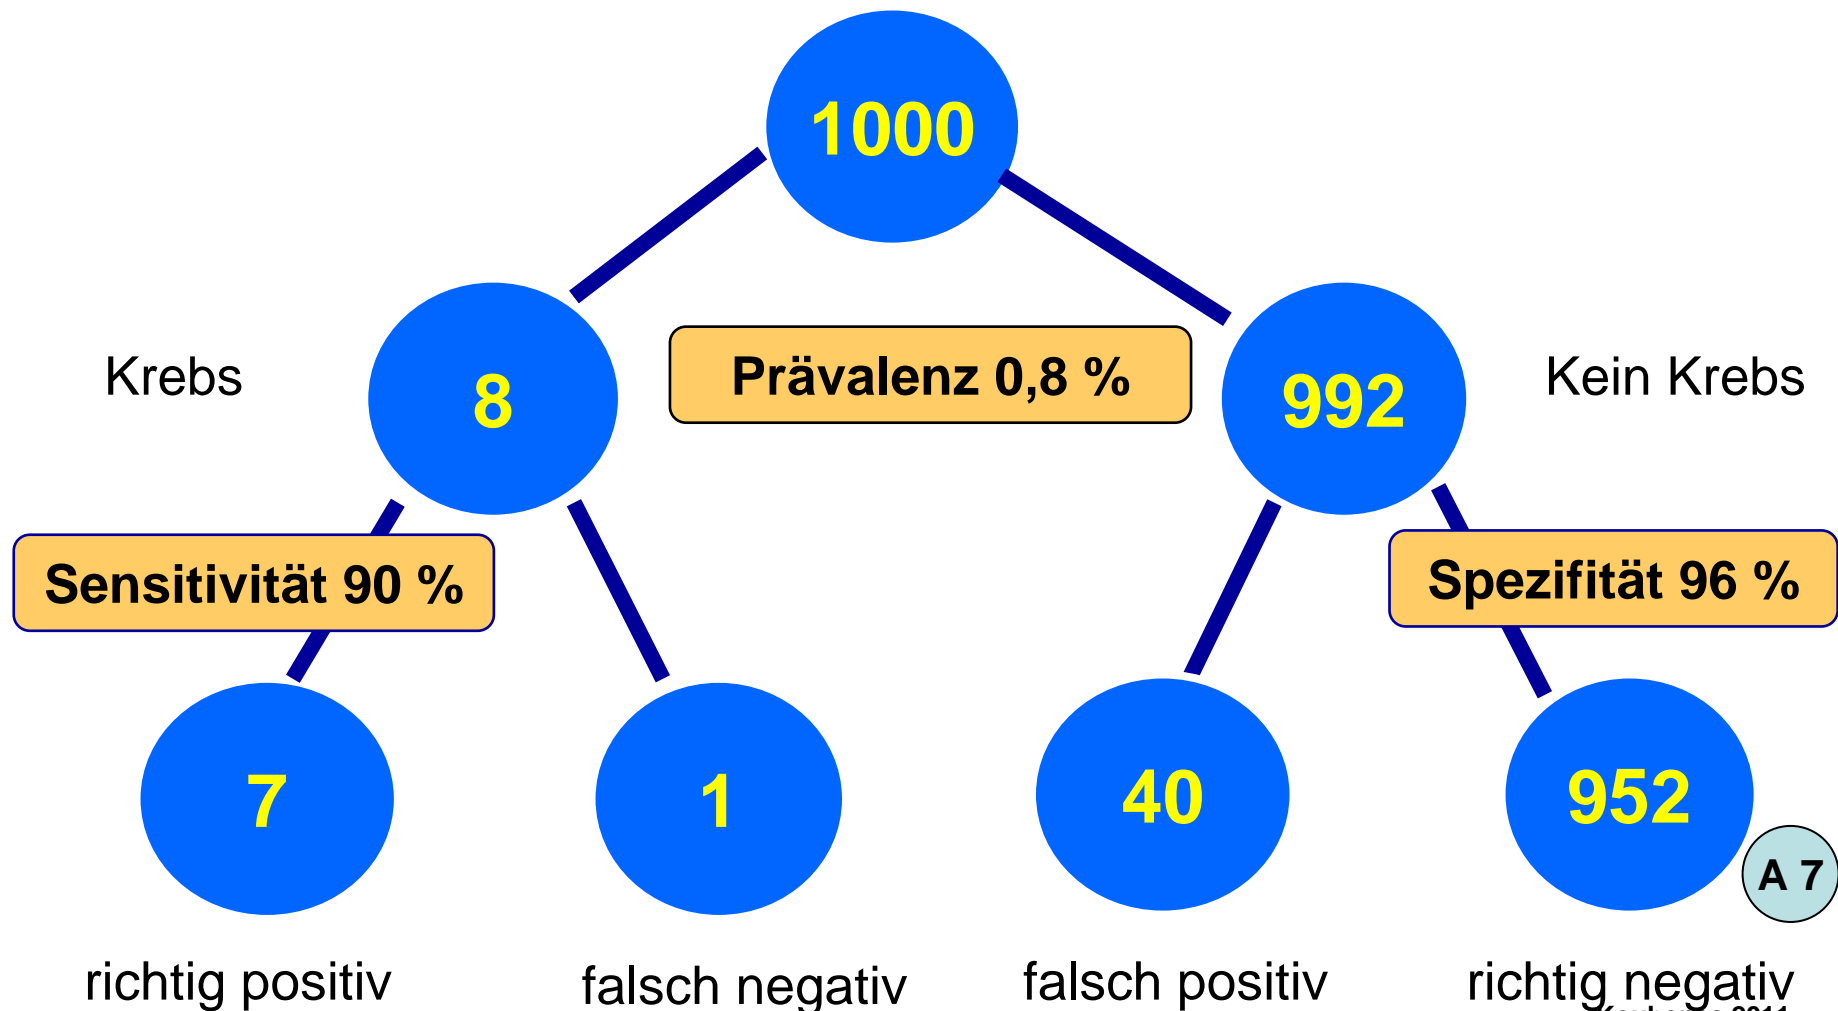 1000
Krebs
8
Prävalenz 0,8 %
992
Kein Krebs
Sensitivität 90 %
Spezifität 96 %
7
1
40
952
A 7
richtig positiv
falsch negativ
falsch positiv
richtig negativ
2011